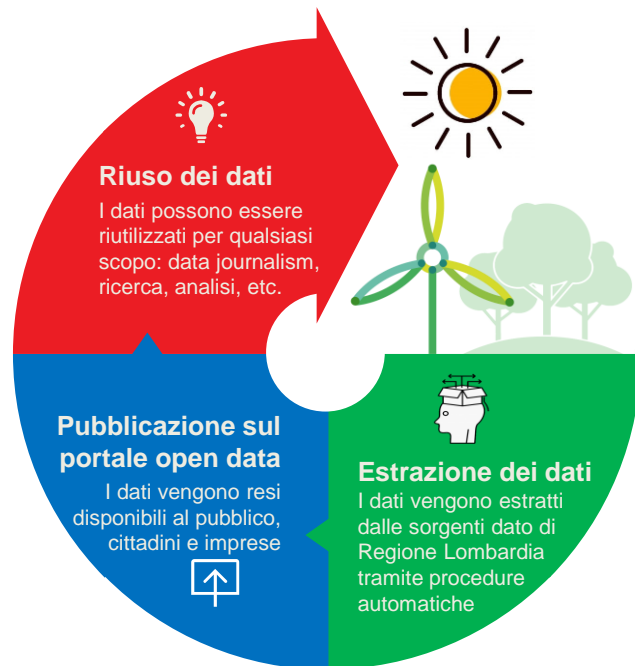 Riuso dei dati
I dati possono essere
riutilizzati per qualsiasi
scopo: data journalism,
ricerca, analisi, etc.
Pubblicazione sul
portale open data
I dati vengono resi
disponibili al pubblico,
cittadini e imprese
Estrazione dei dati
I dati vengono estratti
dalle sorgenti dato di
Regione Lombardia
tramite procedure
automatiche